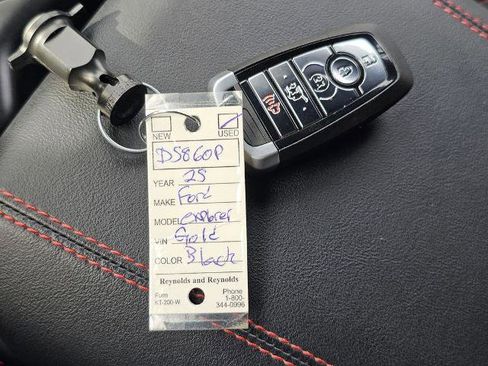 NEW USED
DS860P
YEAR 25
MAKE Ford
MODEL explorer
VIN Gold
COLOR Black
Reynolds and Reynolds
Form
KT-200-W
Phone
1-800-
344-0996